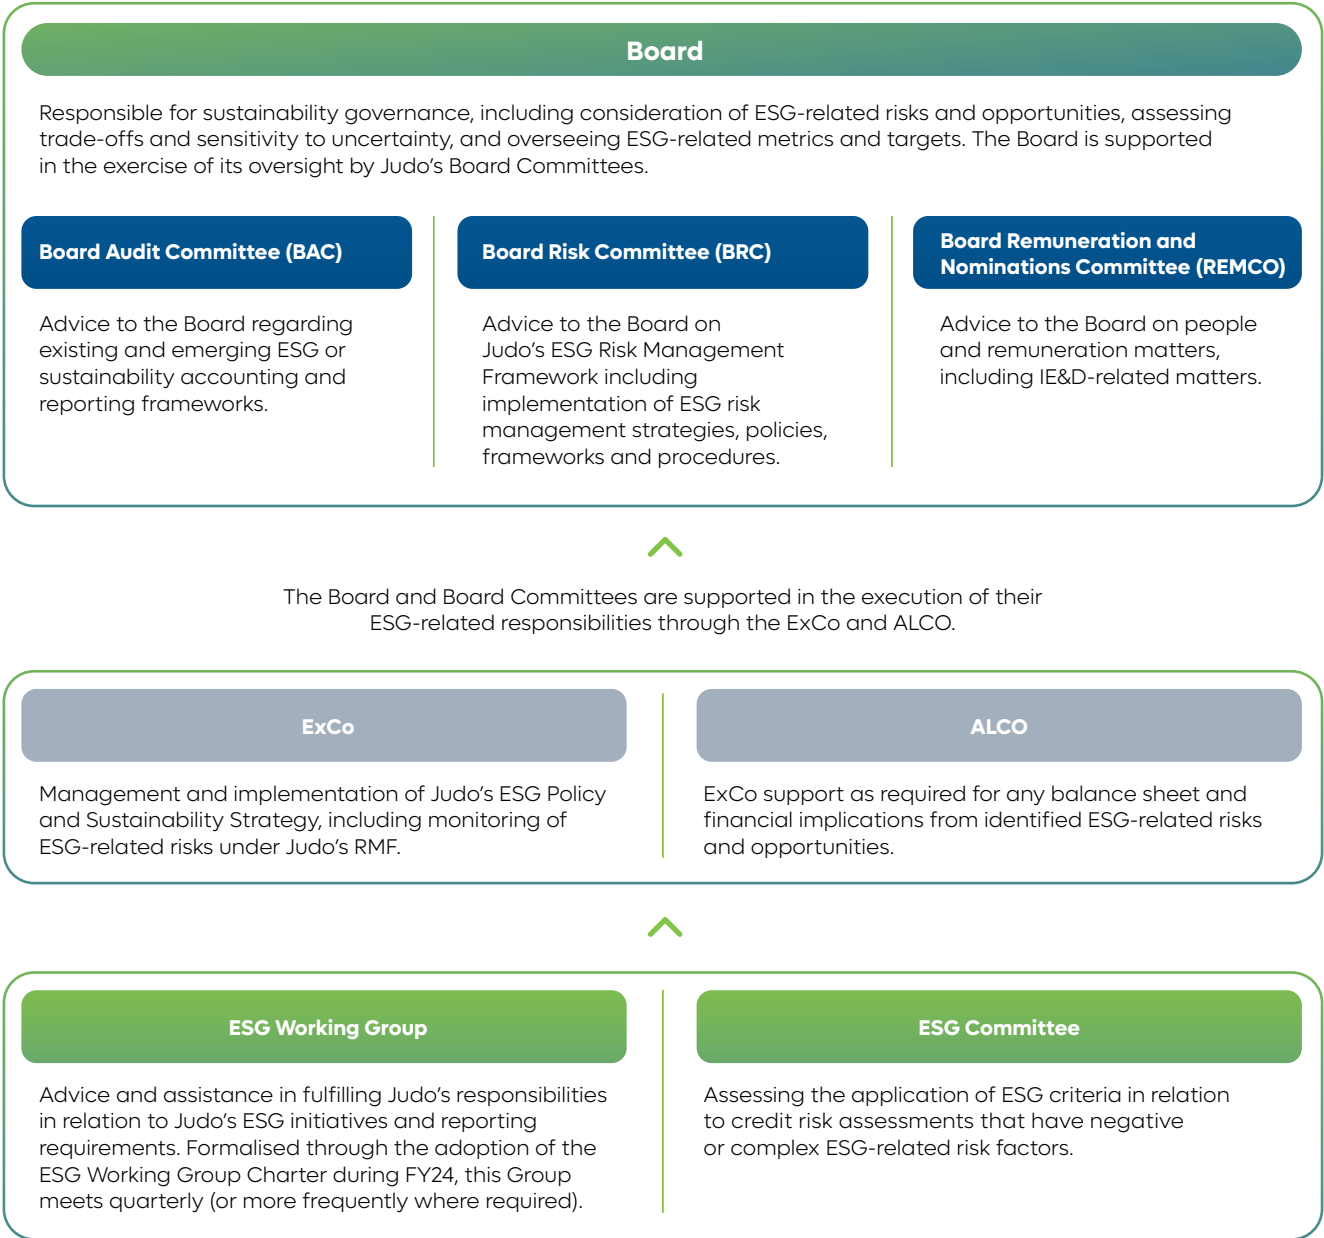 Board
Responsible for sustainability governance, including consideration of ESG-related risks and opportunities, assessing
trade-offs and sensitivity to uncertainty, and overseeing ESG-related metrics and targets. The Board is supported
in the exercise of its oversight by Judo’s Board Committees.
Board Audit Committee (BAC)
Advice to the Board regarding
existing and emerging ESG or
sustainability accounting and
reporting frameworks.
Board Risk Committee (BRC)
Advice to the Board on
Judo’s ESG Risk Management
Framework including
implementation of ESG risk
management strategies, policies,
frameworks and procedures.
Board Remuneration and
Nominations Committee (REMCO)
Advice to the Board on people
and remuneration matters,
including IE&D-related matters.
The Board and Board Committees are supported in the execution of their
ESG-related responsibilities through the ExCo and ALCO.
ExCo
Management and implementation of Judo’s ESG Policy
and Sustainability Strategy, including monitoring of
ESG-related risks under Judo’s RMF.
ALCO
ExCo support as required for any balance sheet and
financial implications from identified ESG-related risks
and opportunities.
ESG Working Group
Advice and assistance in fulfilling Judo’s responsibilities
in relation to Judo’s ESG initiatives and reporting
requirements. Formalised through the adoption of the
ESG Working Group Charter during FY24, this Group
meets quarterly (or more frequently where required).
ESG Committee
Assessing the application of ESG criteria in relation
to credit risk assessments that have negative
or complex ESG-related risk factors.